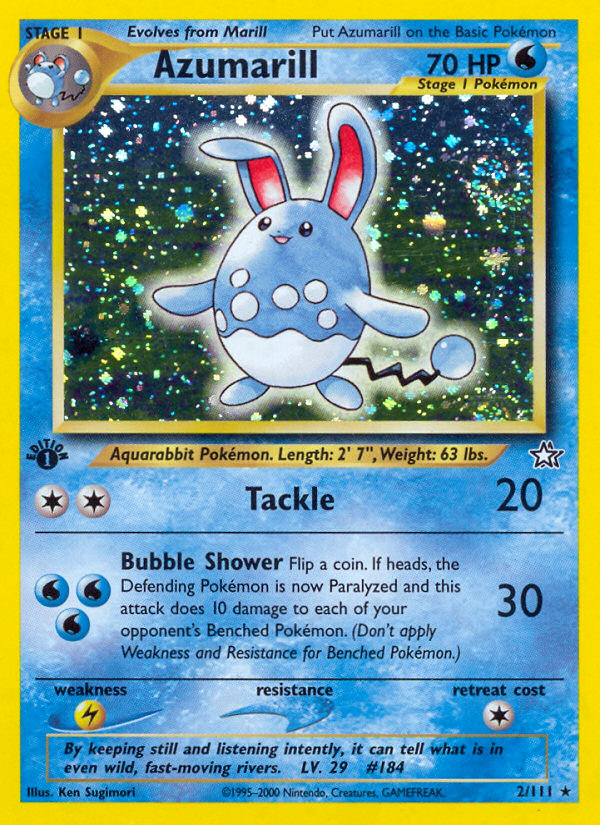 STAGE I Evolves from Marill Put Azumarill on the Basic Pokémon
Azumarill 70 HP
Stage I Pokémon
EDITION
1
Aquarabbit Pokémon. Length: 2' 7", Weight: 63 lbs.
Tackle 20
Bubble Shower Flip a coin. If heads, the
Defending Pokémon is now Paralyzed and this
attack does 10 damage to each of your
opponent's Benched Pokémon. (Don't apply
Weakness and Resistance for Benched Pokémon.)
30
weakness resistance retreat cost
By keeping still and listening intently, it can tell what is in
even wild, fast-moving rivers. LV. 29 #184
Illus. Ken Sugimori ©1995-2000 Nintendo, Creatures, GAMEFREAK. 2/111 ★